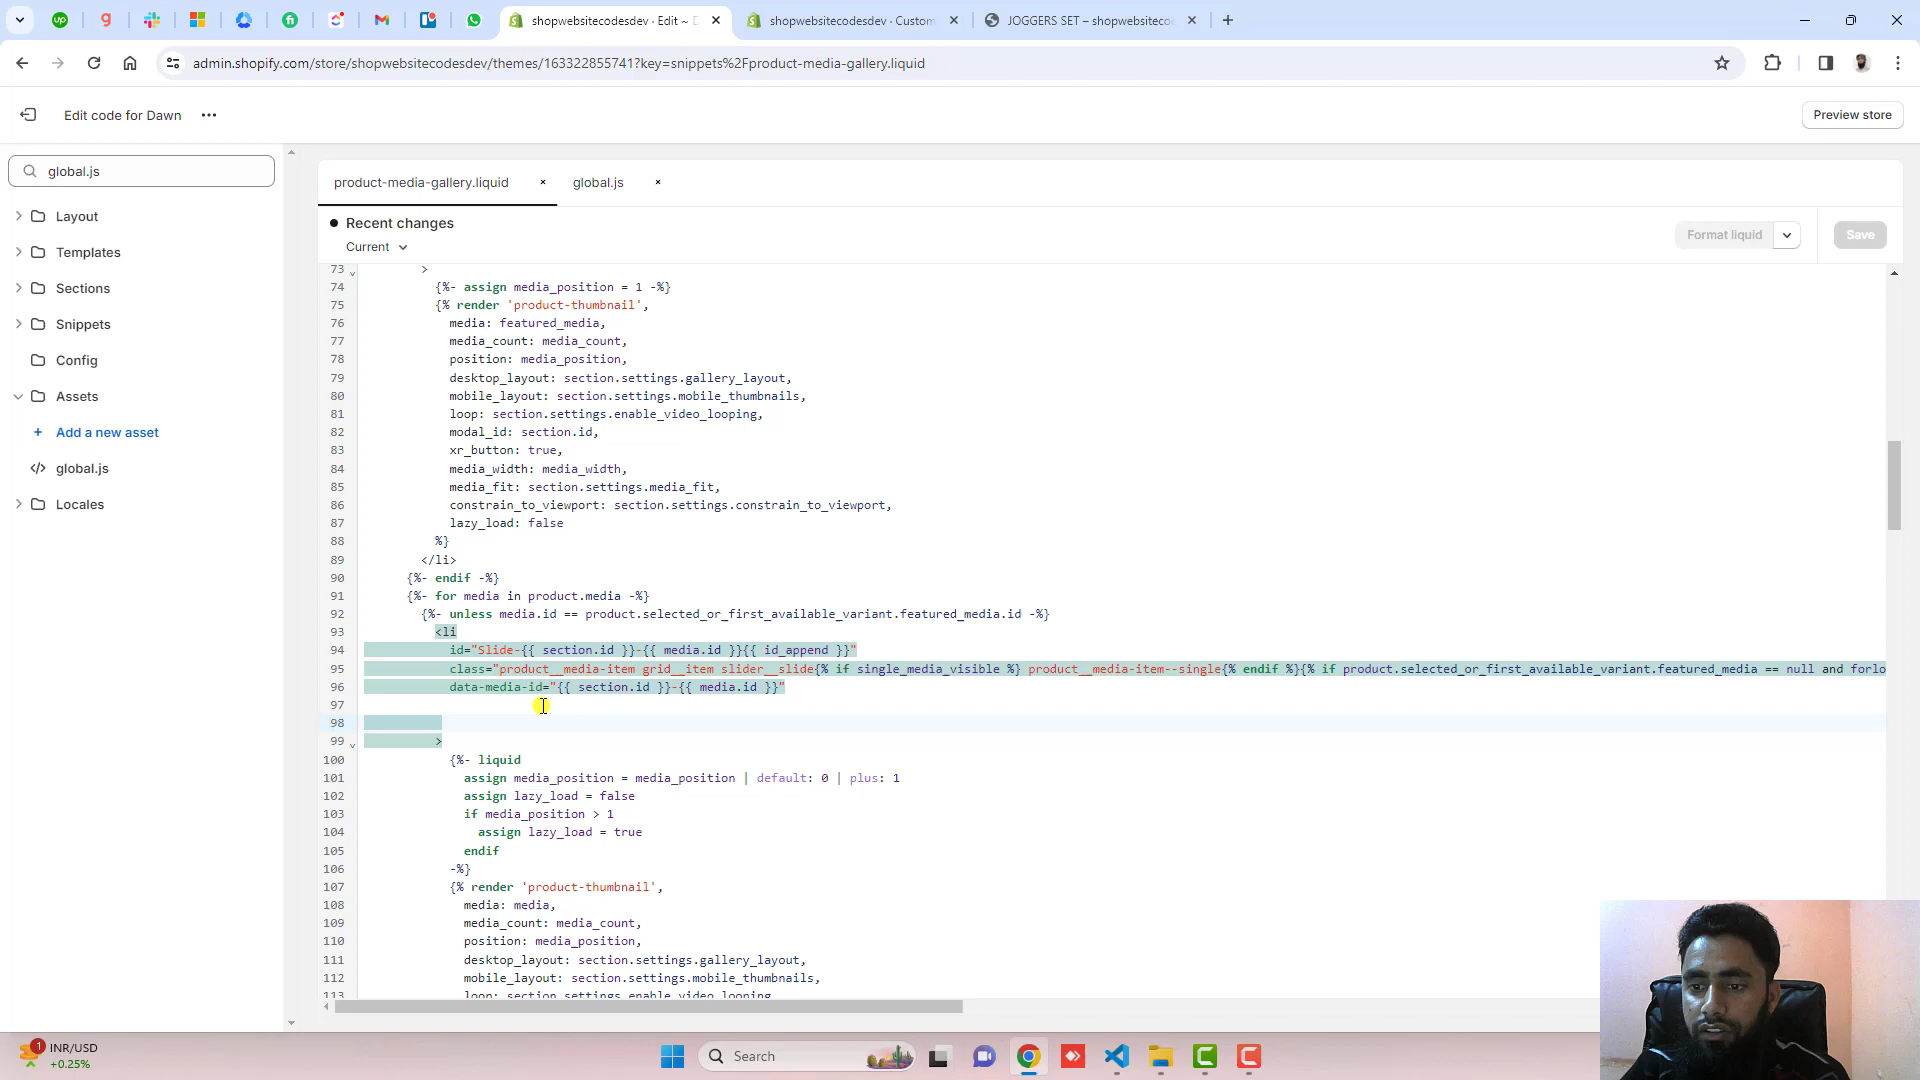 shopwebsitecodesdev · Edit ~ D
shopwebsitecodesdev · Custom
JOGGERS SET – shopwebsitecod
admin.shopify.com/store/shopwebsitecodesdev/themes/163322855741?key=snippets%2Fproduct-media-gallery.liquid
Edit code for Dawn
Preview store
global.js
Layout
Templates
Sections
Snippets
Config
Assets
Add a new asset
global.js
Locales
product-media-gallery.liquid
global.js
Recent changes
Current
Format liquid
Save
73 >
74 {%- assign media_position = 1 -%}
75 {% render 'product-thumbnail',
76 media: featured_media,
77 media_count: media_count,
78 position: media_position,
79 desktop_layout: section.settings.gallery_layout,
80 mobile_layout: section.settings.mobile_thumbnails,
81 loop: section.settings.enable_video_looping,
82 modal_id: section.id,
83 xr_button: true,
84 media_width: media_width,
85 media_fit: section.settings.media_fit,
86 constrain_to_viewport: section.settings.constrain_to_viewport,
87 lazy_load: false
88 %}
89 </li>
90 {%- endif -%}
91 {%- for media in product.media -%}
92 {%- unless media.id == product.selected_or_first_available_variant.featured_media.id -%}
93 <li
94 id="Slide-{{ section.id }}-{{ media.id }}{{ id_append }}"
95 class="product__media-item grid__item slider__slide{% if single_media_visible %} product__media-item--single{% endif %}{% if product.selected_or_first_available_variant.featured_media == null and forlo
96 data-media-id="{{ section.id }}-{{ media.id }}"
97
98
99 >
100 {%- liquid
101 assign media_position = media_position | default: 0 | plus: 1
102 assign lazy_load = false
103 if media_position > 1
104 assign lazy_load = true
105 endif
106 -%}
107 {% render 'product-thumbnail',
108 media: media,
109 media_count: media_count,
110 position: media_position,
111 desktop_layout: section.settings.gallery_layout,
112 mobile_layout: section.settings.mobile_thumbnails,
113 loop: section.settings.enable_video_looping
1
INR/USD
+0.25%
Search